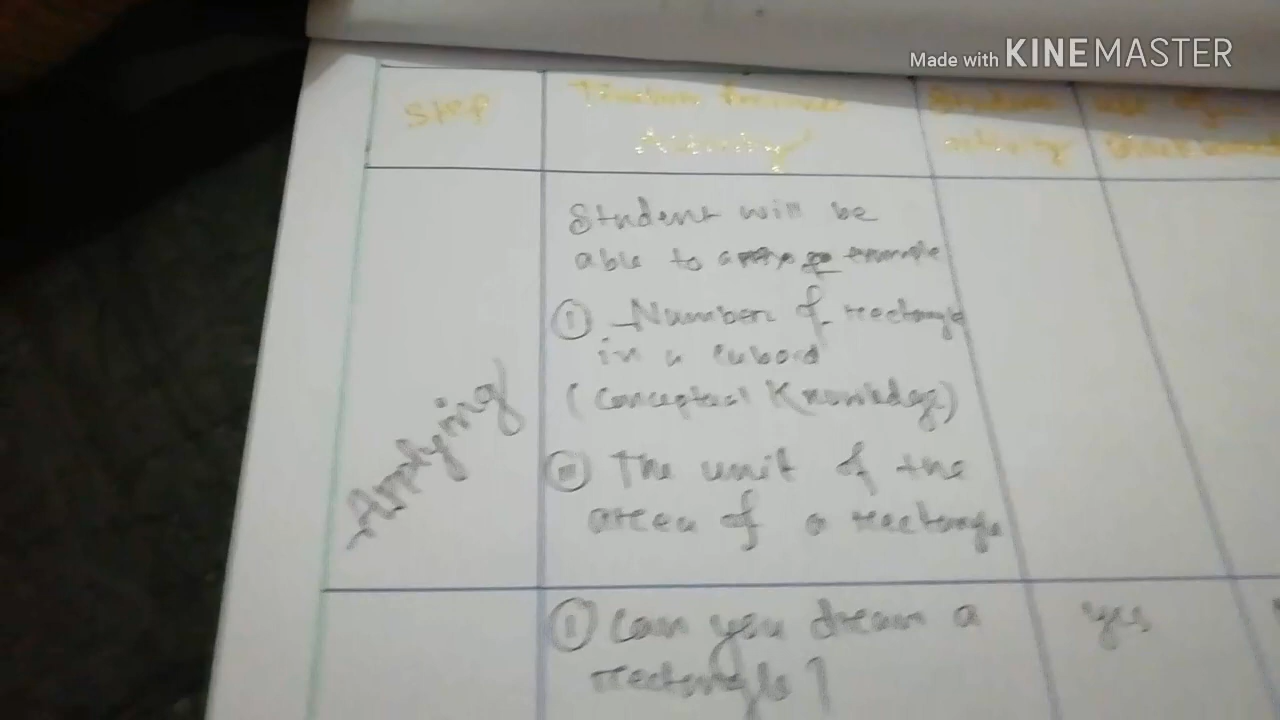 Made with KINEMASTER
Step
Activity
Student will be
able to apply example
① Number of rectangle
in a cuboid
(Conceptual Knowledge)
Applying
② The unit of the
area of a rectangle
① Can you draw a
rectangle?
yes